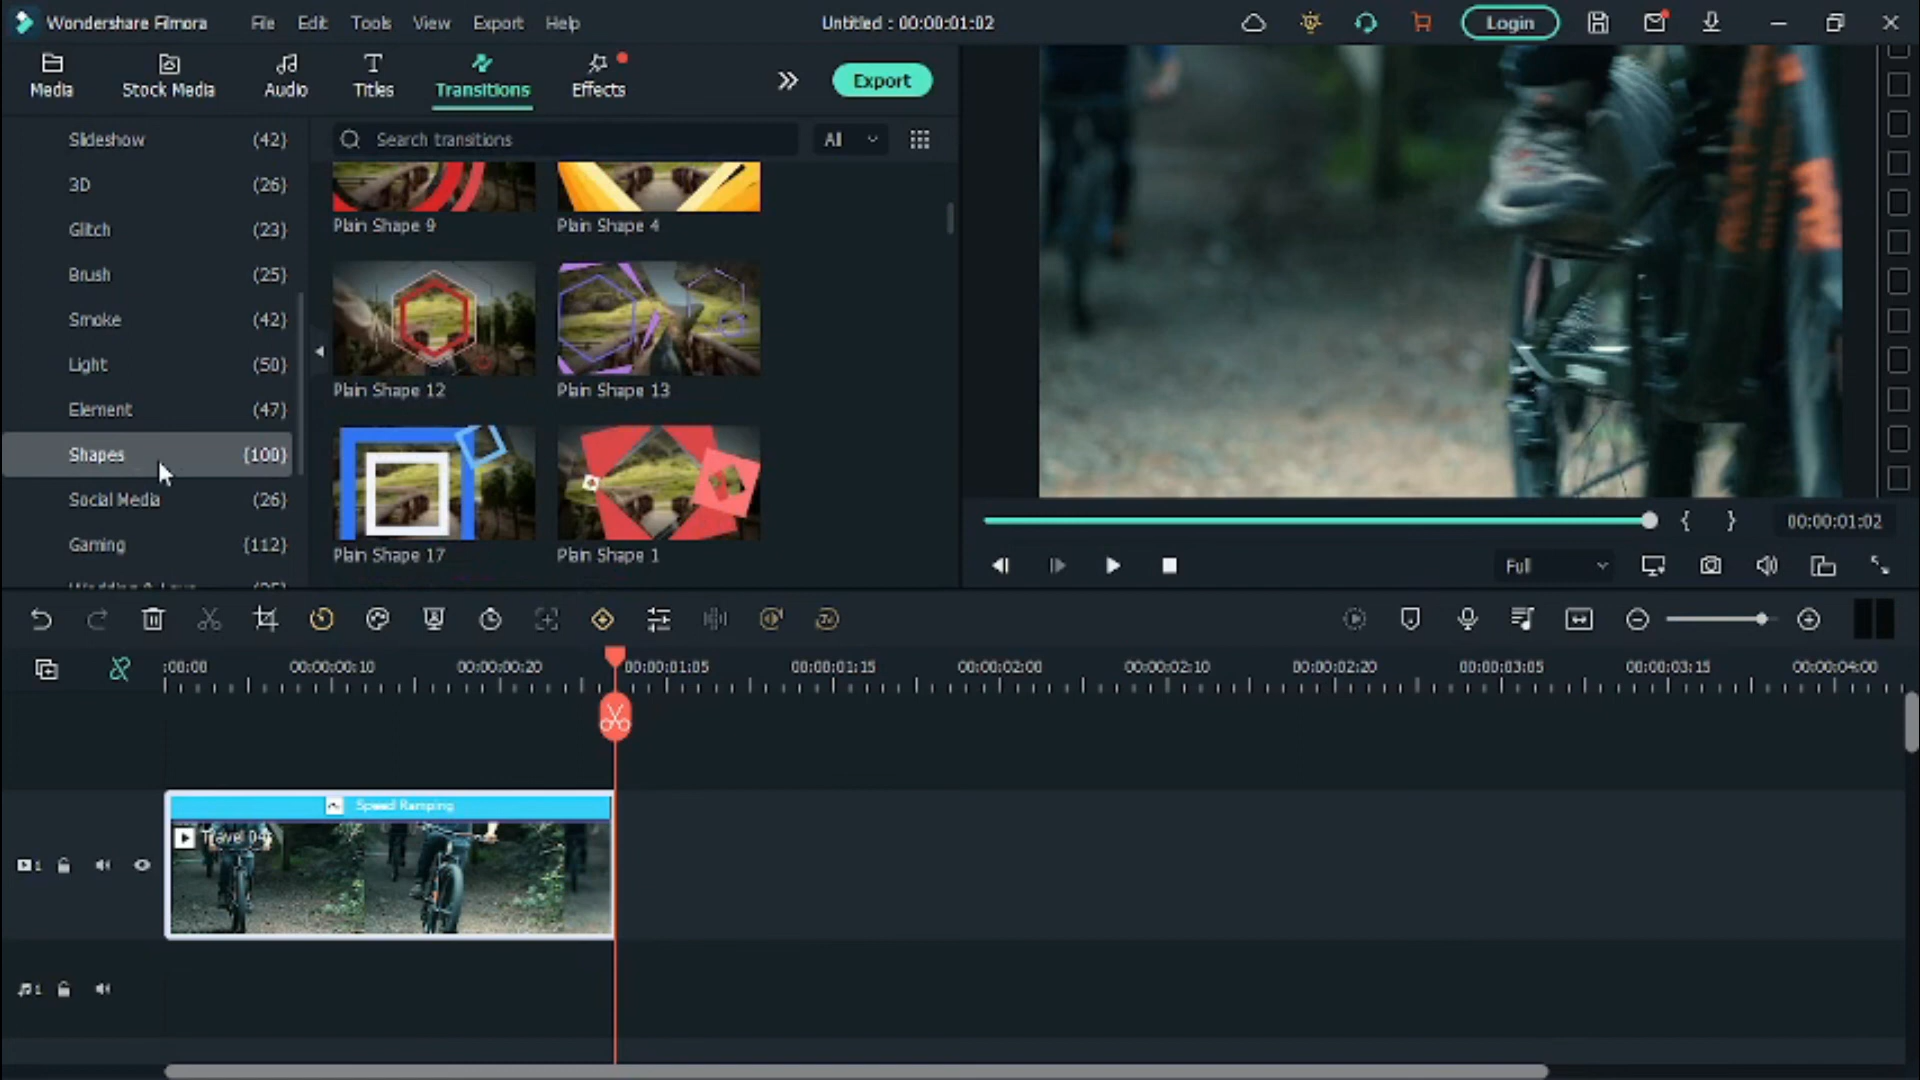 Wondershare Filmora File Edit Tools View Export Help Untitled : 00:00:01:02 Login
Media Stock Media Audio Titles Transitions Effects Export
Slideshow (42)
3D (26)
Glitch (23)
Brush (25)
Smoke (42)
Light (50)
Element (47)
Shapes (100)
Social Media (26)
Gaming (112)
Search transitions All
Plain Shape 9 Plain Shape 4
Plain Shape 12 Plain Shape 13
Plain Shape 17 Plain Shape 1
{ } 00:00:01:02
Full
:00:00 00:00:00:10 00:00:00:20 00:00:01:05 00:00:01:15 00:00:02:00 00:00:02:10 00:00:02:20 00:00:03:05 00:00:03:15 00:00:04:00
Speed Ramping
Travel 04
1
1